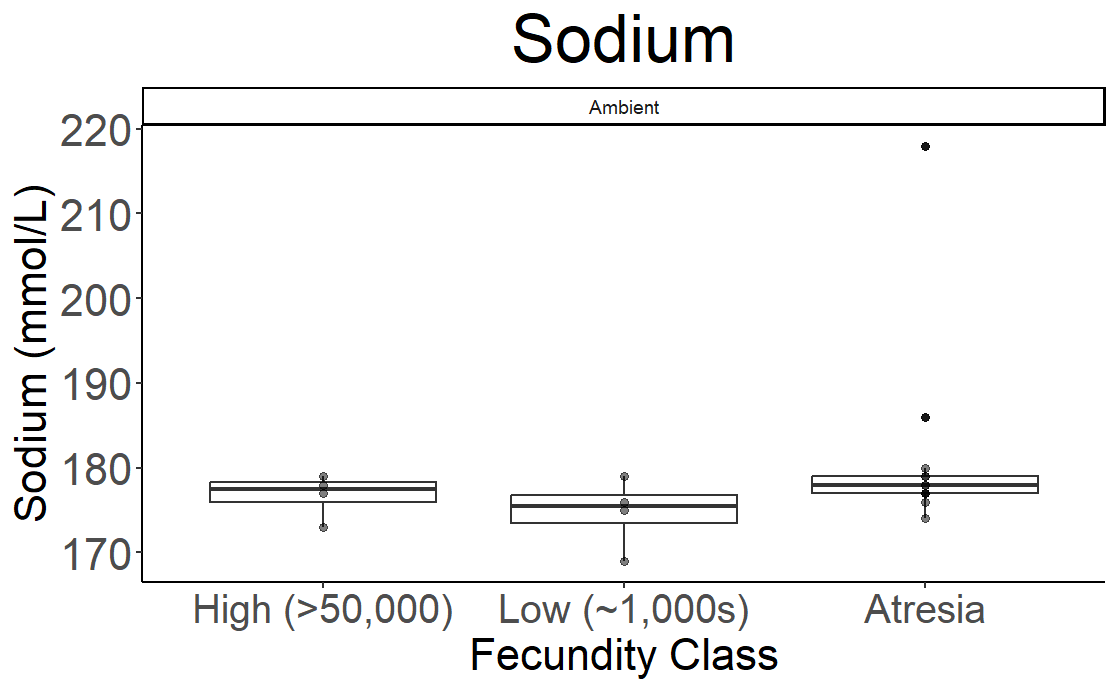 Sodium
Ambient
Sodium (mmol/L)
220
210
200
190
180
170
High (>50,000) Low (~1,000s) Atresia
Fecundity Class